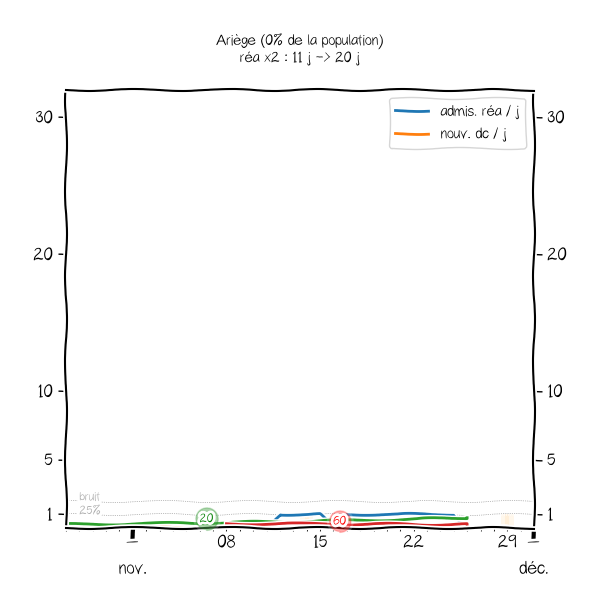 Ariège (0% de la population)
réa x2 : 11 j -> 20 j
admis. réa / j
nouv. dc / j
30
30
20
20
10
10
5
5
bruit
25%
1
1
20
60
08
15
22
29
nov.
déc.